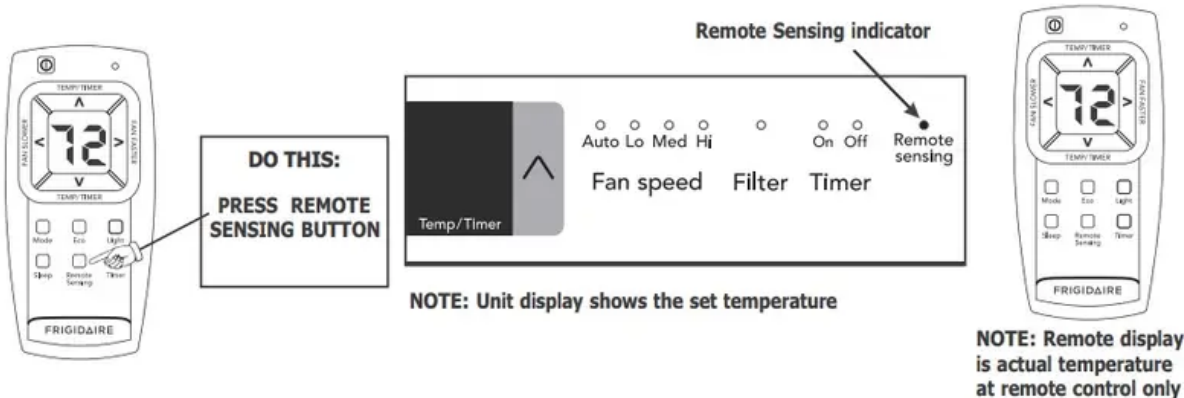 TEMP/TIMER
FAN SLOWER
72
FAN FASTER
TEMP/TIMER
Mode Eco Light
Sleep Remote Sensing Timer
FRIGIDAIRE
DO THIS:
PRESS REMOTE
SENSING BUTTON
Remote Sensing indicator
Auto Lo Med Hi
On Off
Remote
sensing
Fan speed Filter Timer
Temp/Timer
NOTE: Unit display shows the set temperature
TEMP/TIMER
FAN SLOWER
72
FAN FASTER
TEMP/TIMER
Mode Eco Light
Sleep Remote Sensing Timer
FRIGIDAIRE
NOTE: Remote display
is actual temperature
at remote control only